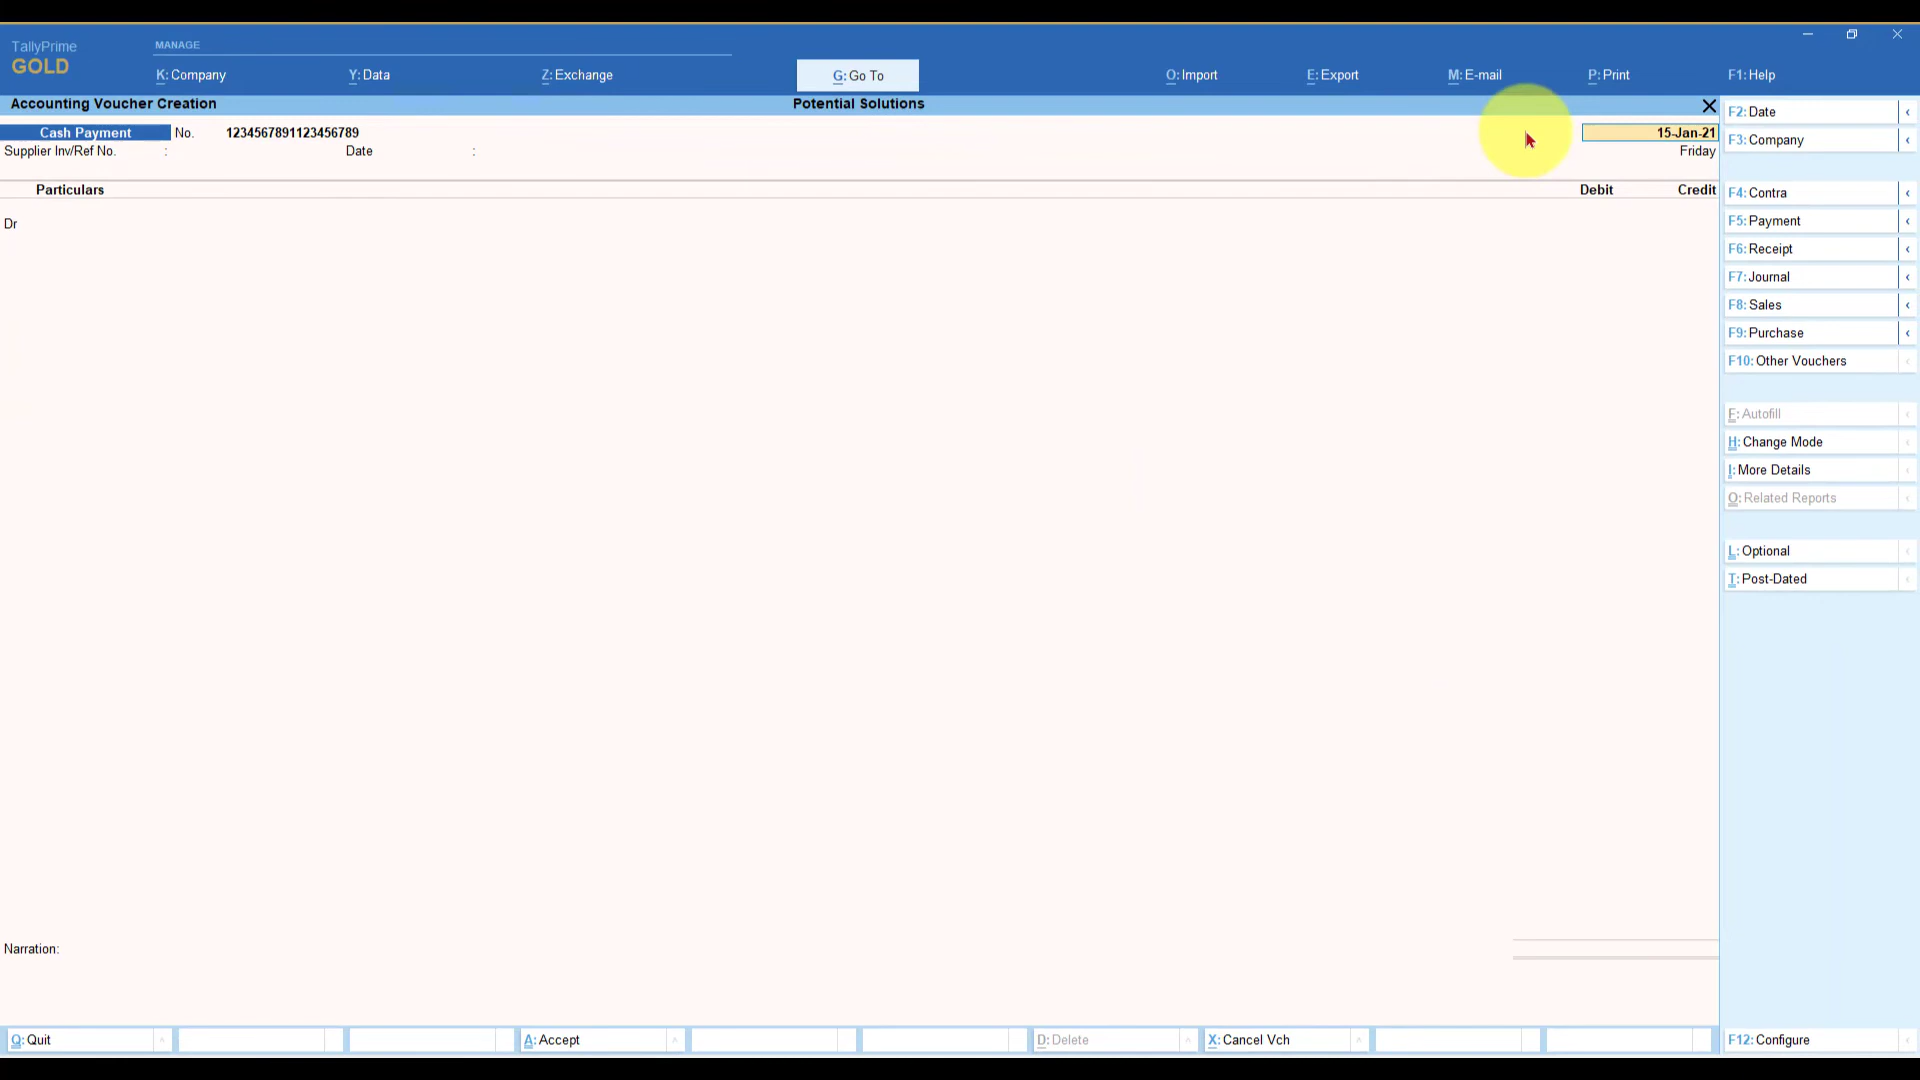 TallyPrime
GOLD
MANAGE
K: Company
Y: Data
Z: Exchange
G: Go To
O: Import
E: Export
M: E-mail
P: Print
F1: Help
Accounting Voucher Creation
Potential Solutions
Cash Payment No. 1234567891123456789
15-Jan-21
Supplier Inv/Ref No. :
Date :
Friday
Particulars
Debit
Credit
Dr
Narration:
F2: Date
F3: Company
F4: Contra
F5: Payment
F6: Receipt
F7: Journal
F8: Sales
F9: Purchase
F10: Other Vouchers
F: Autofill
H: Change Mode
I: More Details
O: Related Reports
L: Optional
T: Post-Dated
Q: Quit
A: Accept
D: Delete
X: Cancel Vch
F12: Configure